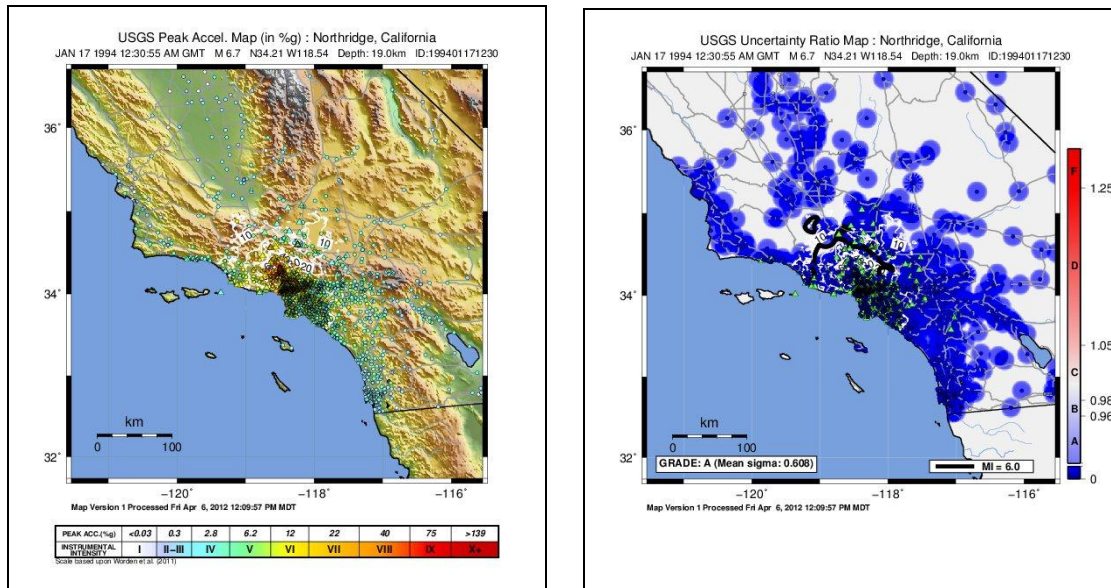 USGS Peak Accel. Map (in %g) : Northridge, California
JAN 17 1994 12:30:55 AM GMT M 6.7 N34.21 W118.54 Depth: 19.0km ID:199401171230
36°
34°
32°
10
10
20
km
0 100
−120° −118° −116°
Map Version 1 Processed Fri Apr 6, 2012 12:09:57 PM MDT
PEAK ACC.(%g) <0.03 0.3 2.8 6.2 12 22 40 75 >139
INSTRUMENTAL INTENSITY I II−III IV V VI VII VIII IX X+
Scale based upon Worden et al. (2011)
USGS Uncertainty Ratio Map : Northridge, California
JAN 17 1994 12:30:55 AM GMT M 6.7 N34.21 W118.54 Depth: 19.0km ID:199401171230
36°
34°
32°
10
10
km
0 100
GRADE: A (Mean sigma: 0.608)
MI = 6.0
−120° −118° −116°
Map Version 1 Processed Fri Apr 6, 2012 12:09:57 PM MDT
F
1.25
D
1.05
C
0.98
B
0.96
A
0